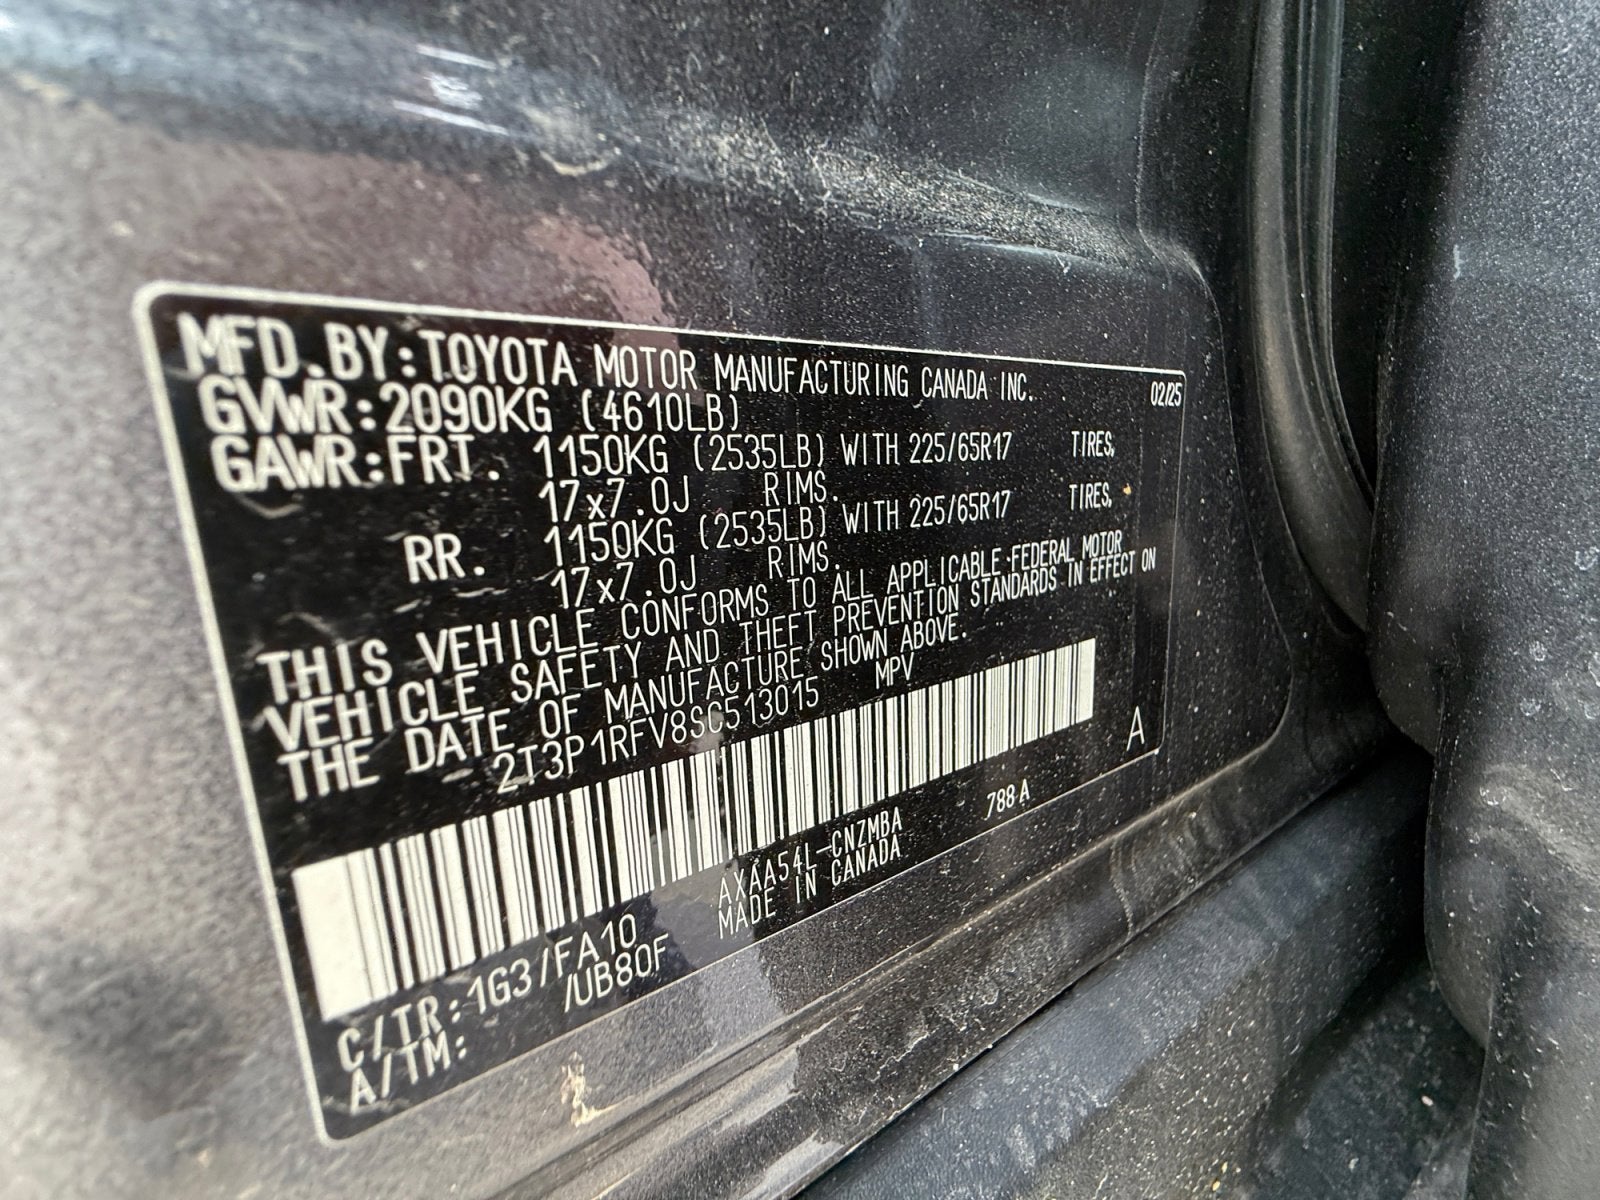 MFD.BY:TOYOTA MOTOR MANUFACTURING CANADA INC. 02/25
GVWR:2090KG (4610LB)
GAWR:FRT. 1150KG (2535LB) WITH 225/65R17 TIRES,
17x7.0J RIMS.
RR. 1150KG (2535LB) WITH 225/65R17 TIRES,
17x7.0J RIMS.
THIS VEHICLE CONFORMS TO ALL APPLICABLE FEDERAL MOTOR
VEHICLE SAFETY AND THEFT PREVENTION STANDARDS IN EFFECT ON
THE DATE OF MANUFACTURE SHOWN ABOVE.
2T3P1RFV8SC513015 MPV
A
C/TR:1G3/FA10 AXAA54L-CNZMBA 788A
A/TM: /UB80F MADE IN CANADA